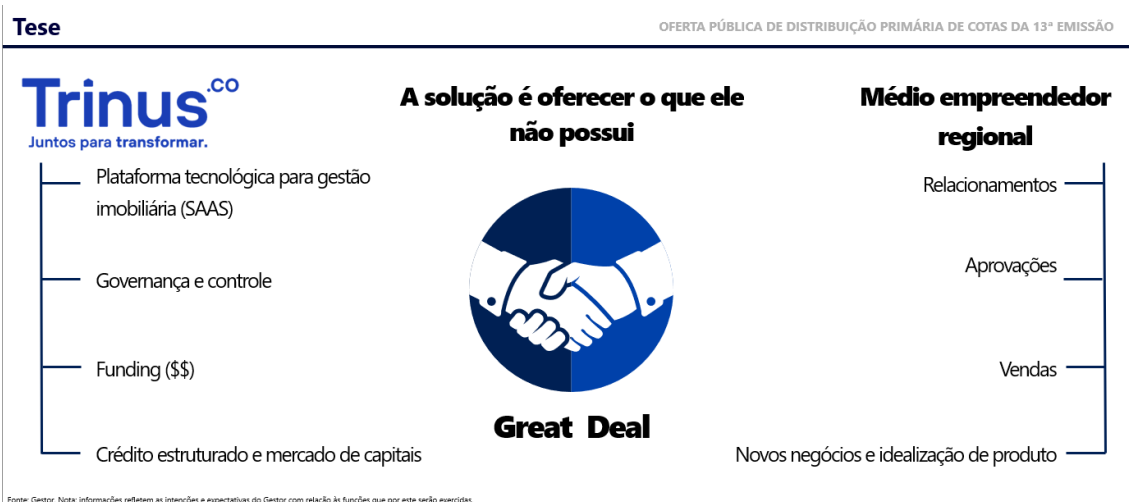 Tese
OFERTA PÚBLICA DE DISTRIBUIÇÃO PRIMÁRIA DE COTAS DA 13ª EMISSÃO
Trinus.co
Juntos para transformar.
Plataforma tecnológica para gestão
imobiliária (SAAS)
Governança e controle
Funding ($$)
Crédito estruturado e mercado de capitais
A solução é oferecer o que ele
não possui
Great Deal
Médio empreendedor
regional
Relacionamentos
Aprovações
Vendas
Novos negócios e idealização de produto
Fonte: Gestor. Nota: informações refletem as intenções e expectativas do Gestor com relação às funções que por este serão exercidas